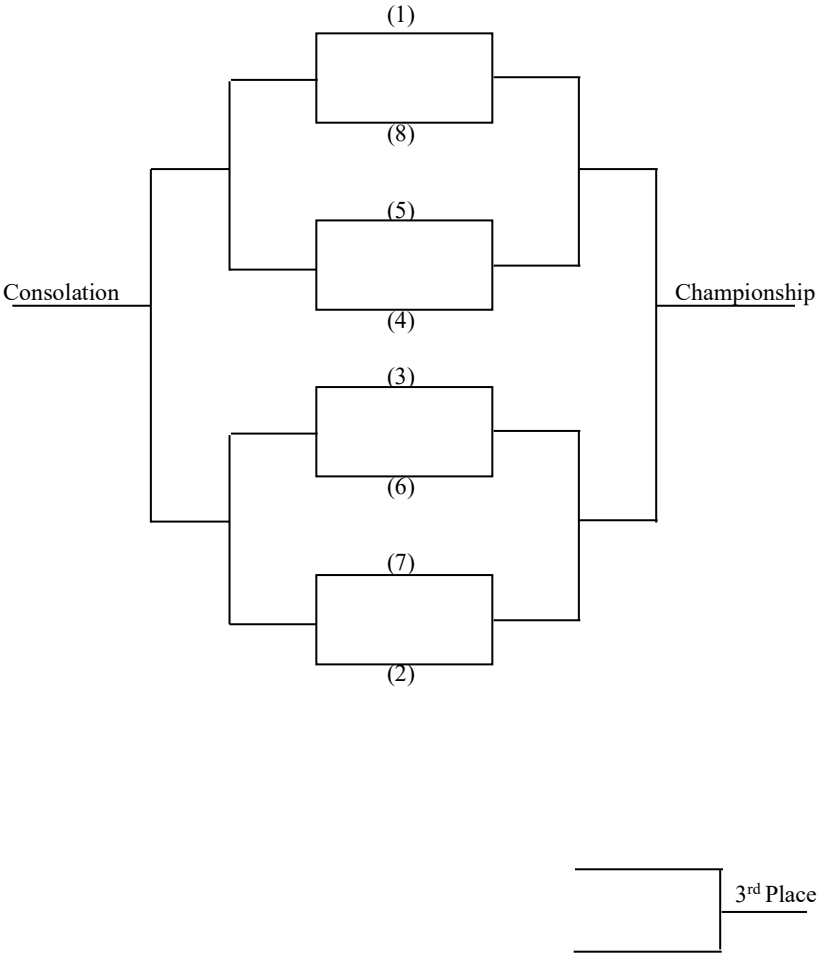 (1)
(8)
(5)
Consolation
Championship
(4)
(3)
(6)
(7)
(2)
3rd Place